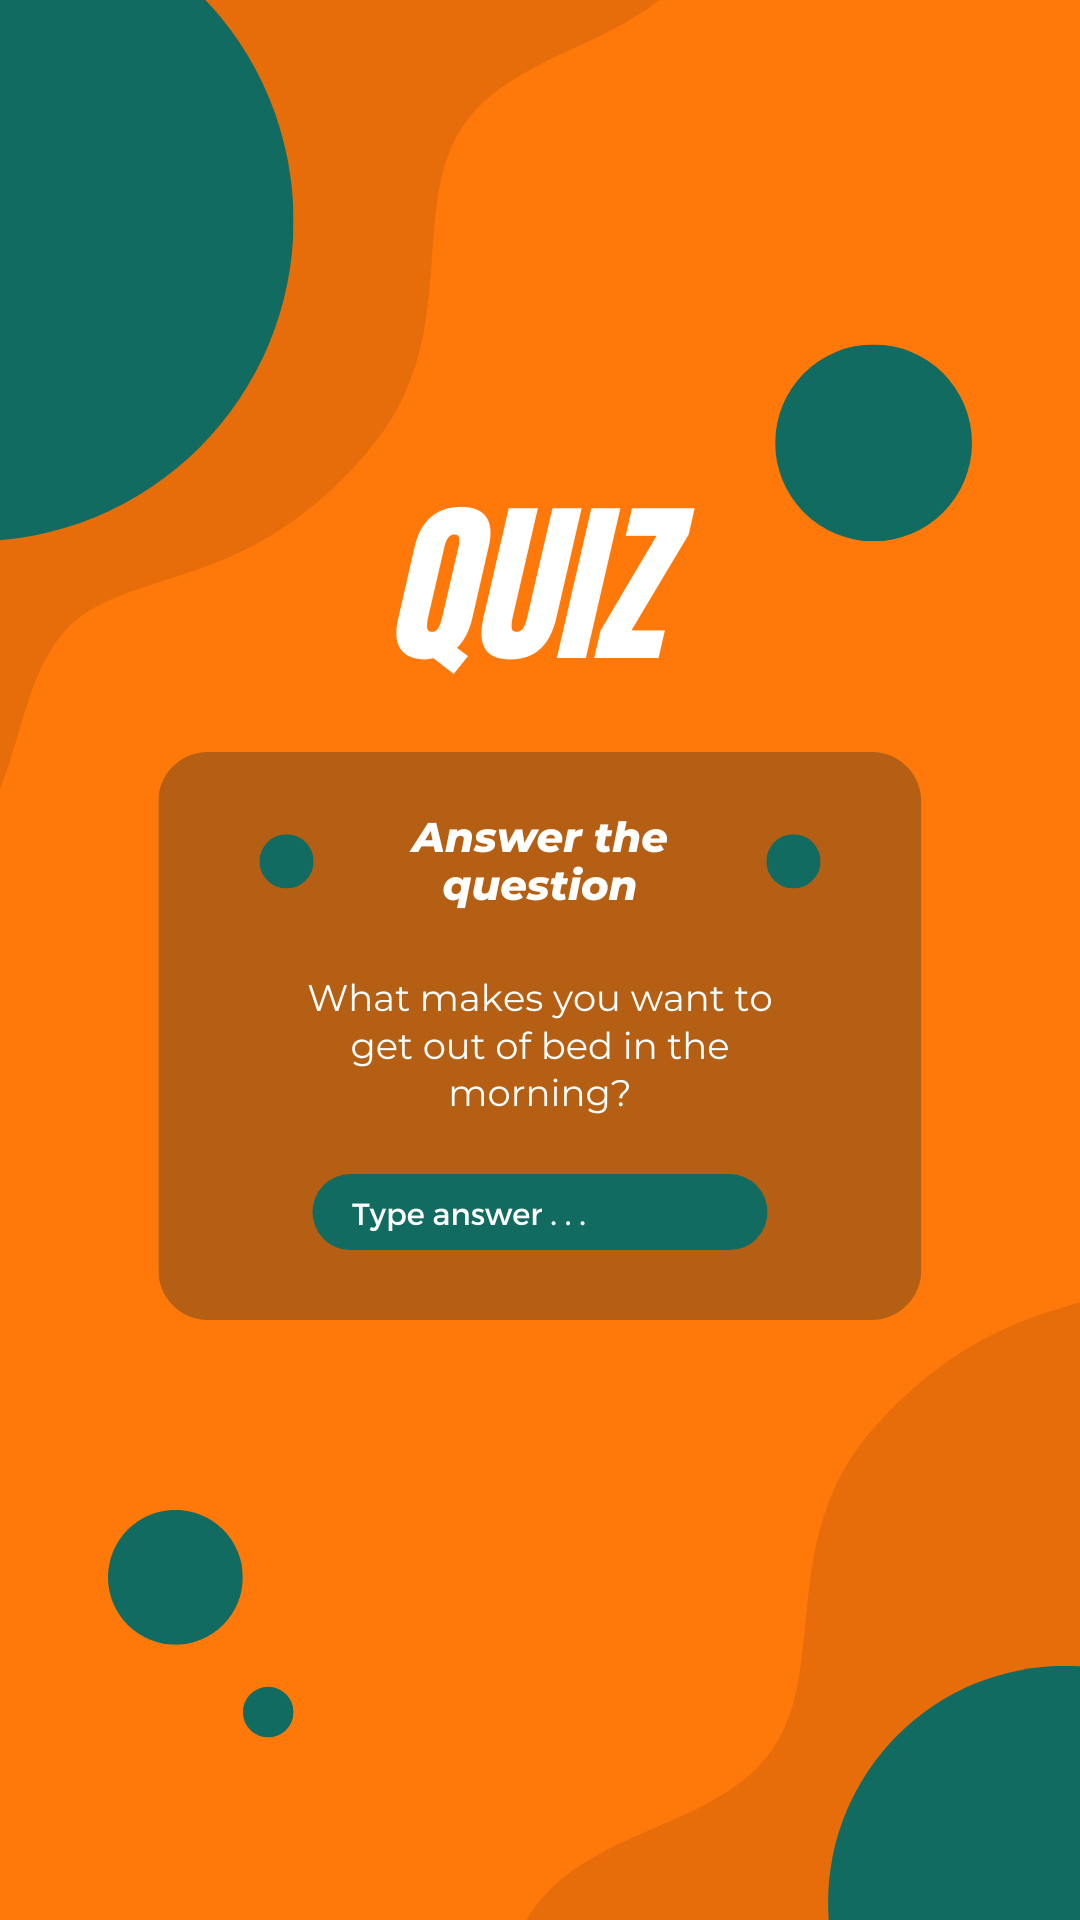 QUIZ
Answer the
question
What makes you want to
get out of bed in the
morning?
Type answer . . .